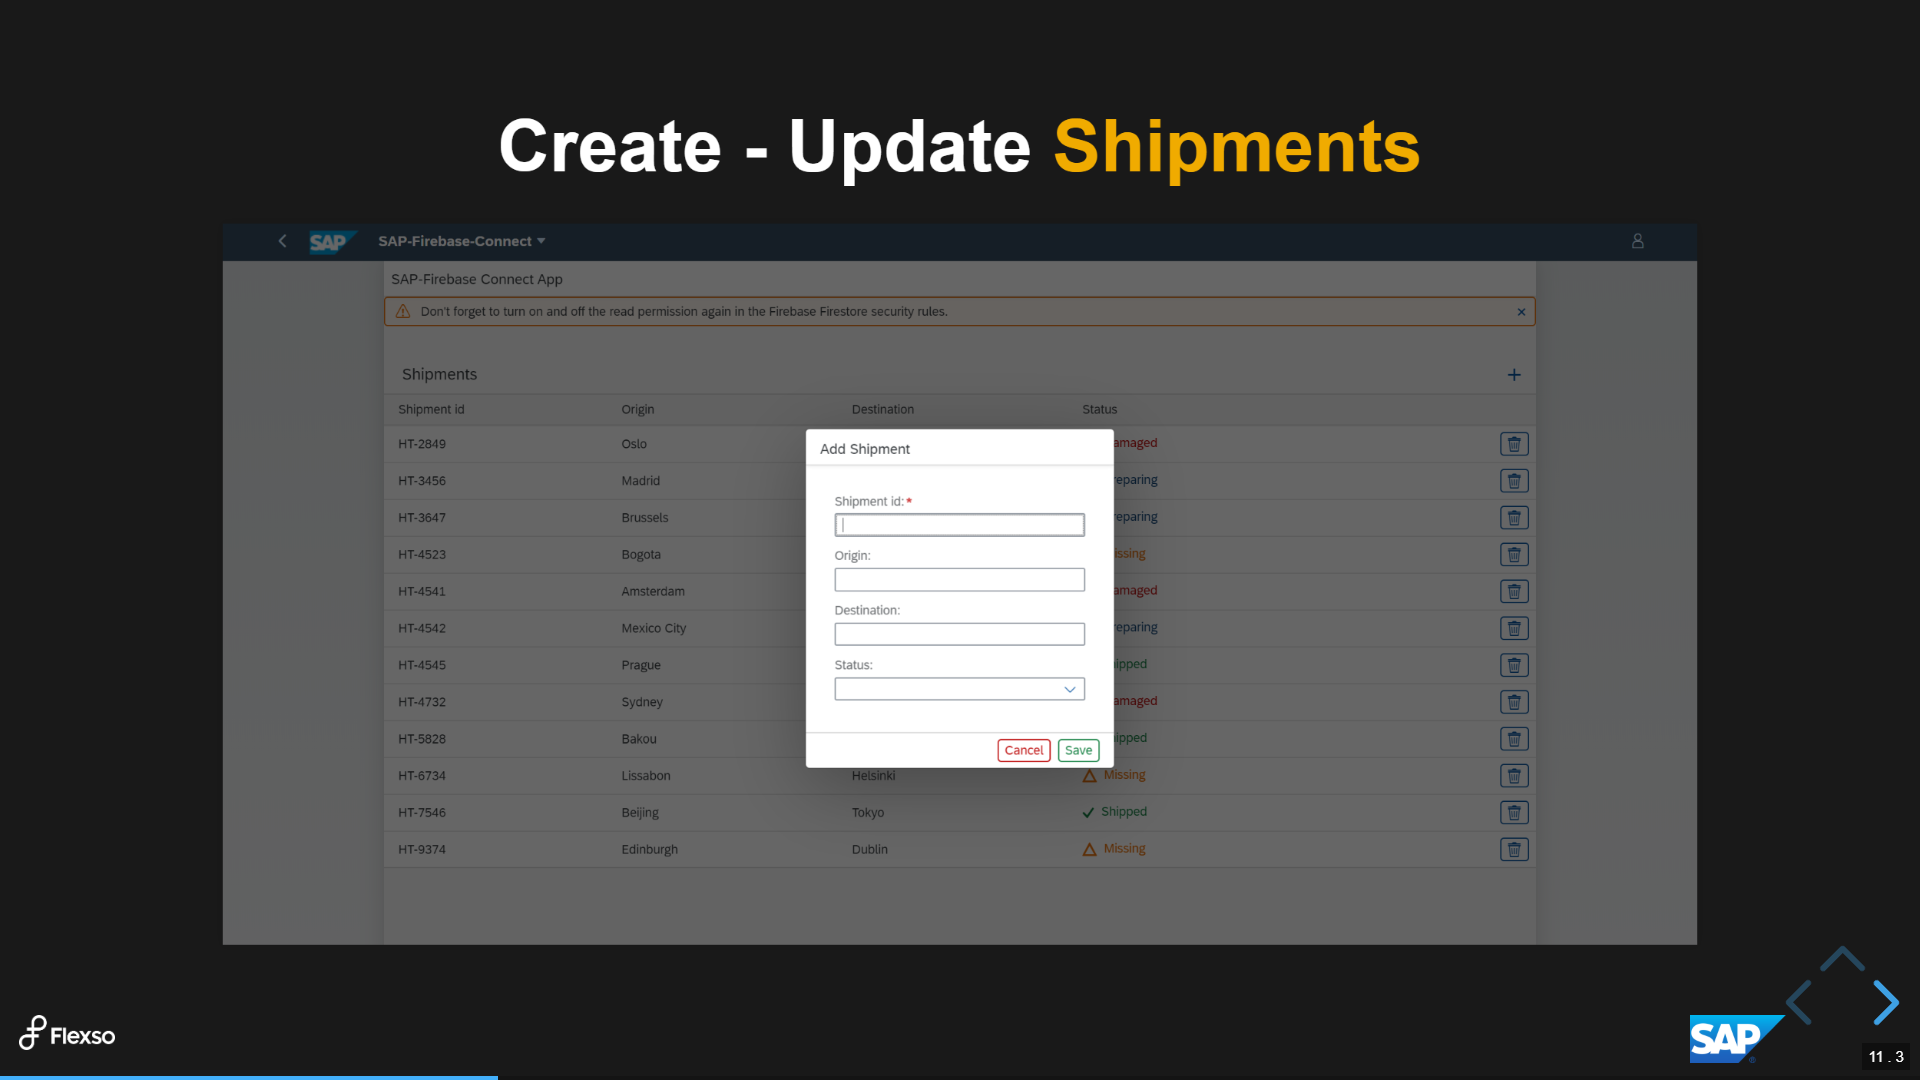 Create - Update Shipments
SAP SAP-Firebase-Connect
SAP-Firebase Connect App
Don't forget to turn on and off the read permission again in the Firebase Firestore security rules.
Shipments
Shipment id Origin Destination Status
HT-2849 Oslo amaged
HT-3456 Madrid reparing
HT-3647 Brussels reparing
HT-4523 Bogota issing
HT-4541 Amsterdam amaged
HT-4542 Mexico City reparing
HT-4545 Prague ipped
HT-4732 Sydney amaged
HT-5828 Bakou ipped
HT-6734 Lissabon Helsinki Missing
HT-7546 Beijing Tokyo Shipped
HT-9374 Edinburgh Dublin Missing
Add Shipment
Shipment id:*
Origin:
Destination:
Status:
Cancel Save
Flexso
SAP
11 . 3